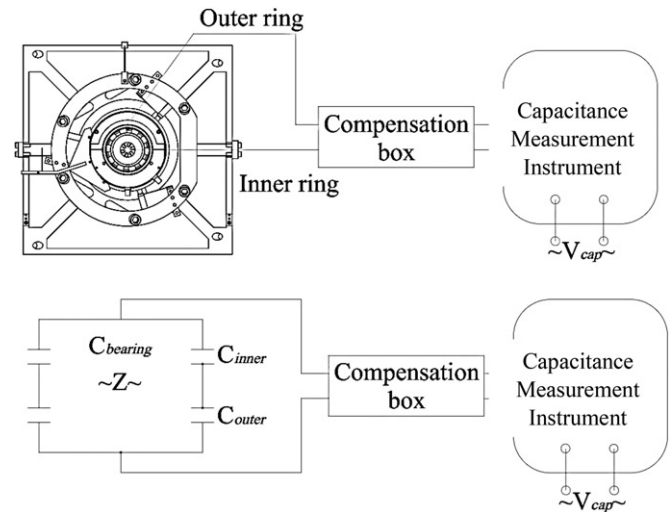 Outer ring
Compensation
box
Capacitance
Measurement
Instrument
Inner ring
~Vcap~
Cbearing
~Z~
Cinner
Couter
Compensation
box
Capacitance
Measurement
Instrument
~Vcap~